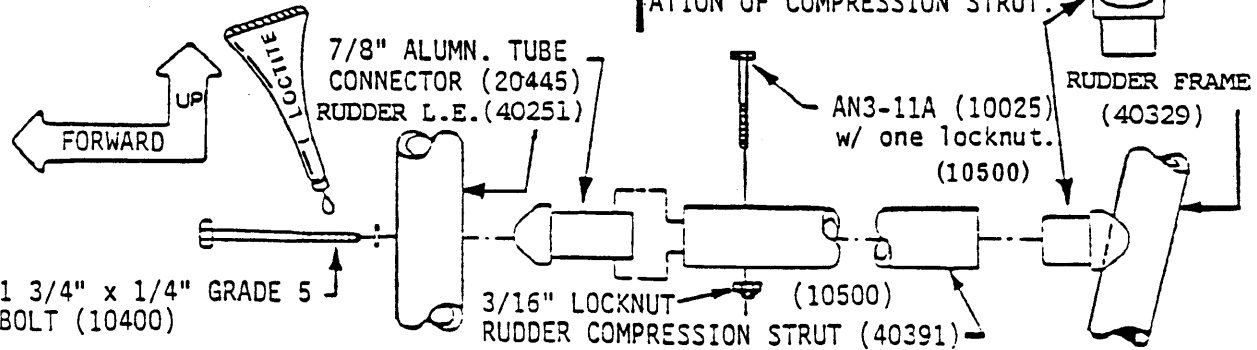 ATION OF COMPRESSION STRUT.
LOCTITE
7/8" ALUMN. TUBE
CONNECTOR (20445)
RUDDER L.E.(40251)
UP
FORWARD
AN3-11A (10025)
w/ one locknut.
(10500)
RUDDER FRAME
(40329)
1 3/4" x 1/4" GRADE 5
BOLT (10400)
3/16" LOCKNUT
(10500)
RUDDER COMPRESSION STRUT (40391)